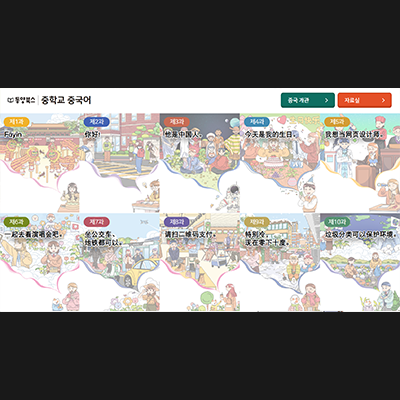 동양북스 중학교 중국어
중국 개관
자료실
제1과
Fāyīn
제2과
你好!
제3과
他是中国人。
제4과
今天是我的生日。
제5과
我想当网页设计师。
제6과
一起去看演唱会吧。
제7과
坐公交车、
地铁都可以。
제8과
请扫二维码支付。
제9과
特别冷，
现在零下十度。
제10과
垃圾分类可以保护环境。